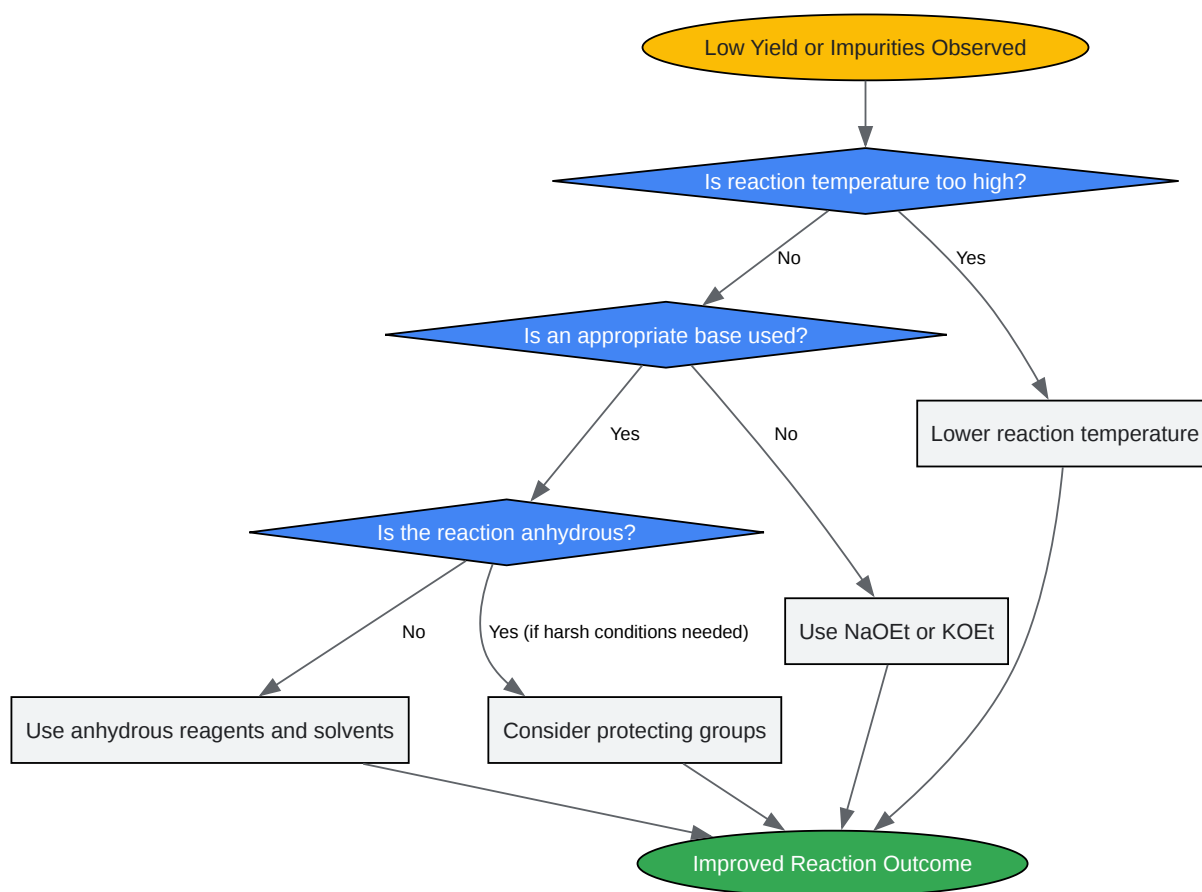 Low Yield or Impurities Observed
Is reaction temperature too high?
No
Yes
Is an appropriate base used?
Yes
No
Lower reaction temperature
Is the reaction anhydrous?
No
Yes (if harsh conditions needed)
Use NaOEt or KOEt
Use anhydrous reagents and solvents
Consider protecting groups
Improved Reaction Outcome